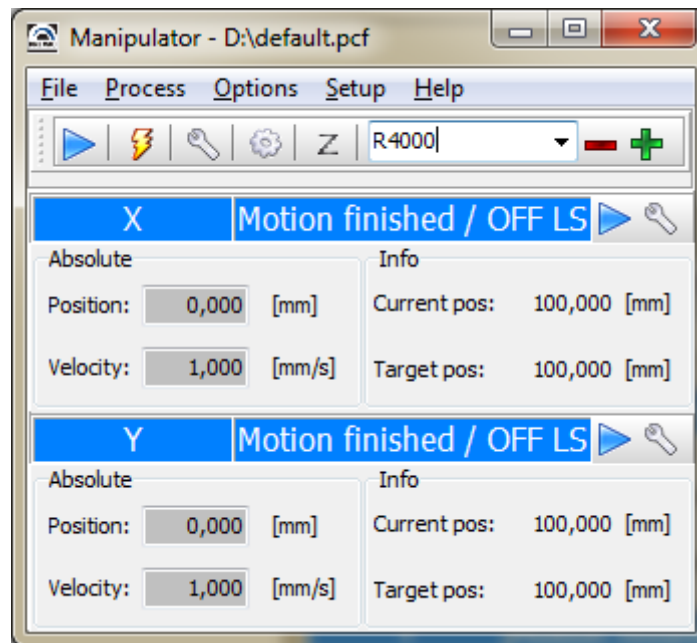 Manipulator - D:\default.pcf
File Process Options Setup Help
Z R4000
X Motion finished / OFF LS
Absolute Info
Position: 0,000 [mm] Current pos: 100,000 [mm]
Velocity: 1,000 [mm/s] Target pos: 100,000 [mm]
Y Motion finished / OFF LS
Absolute Info
Position: 0,000 [mm] Current pos: 100,000 [mm]
Velocity: 1,000 [mm/s] Target pos: 100,000 [mm]